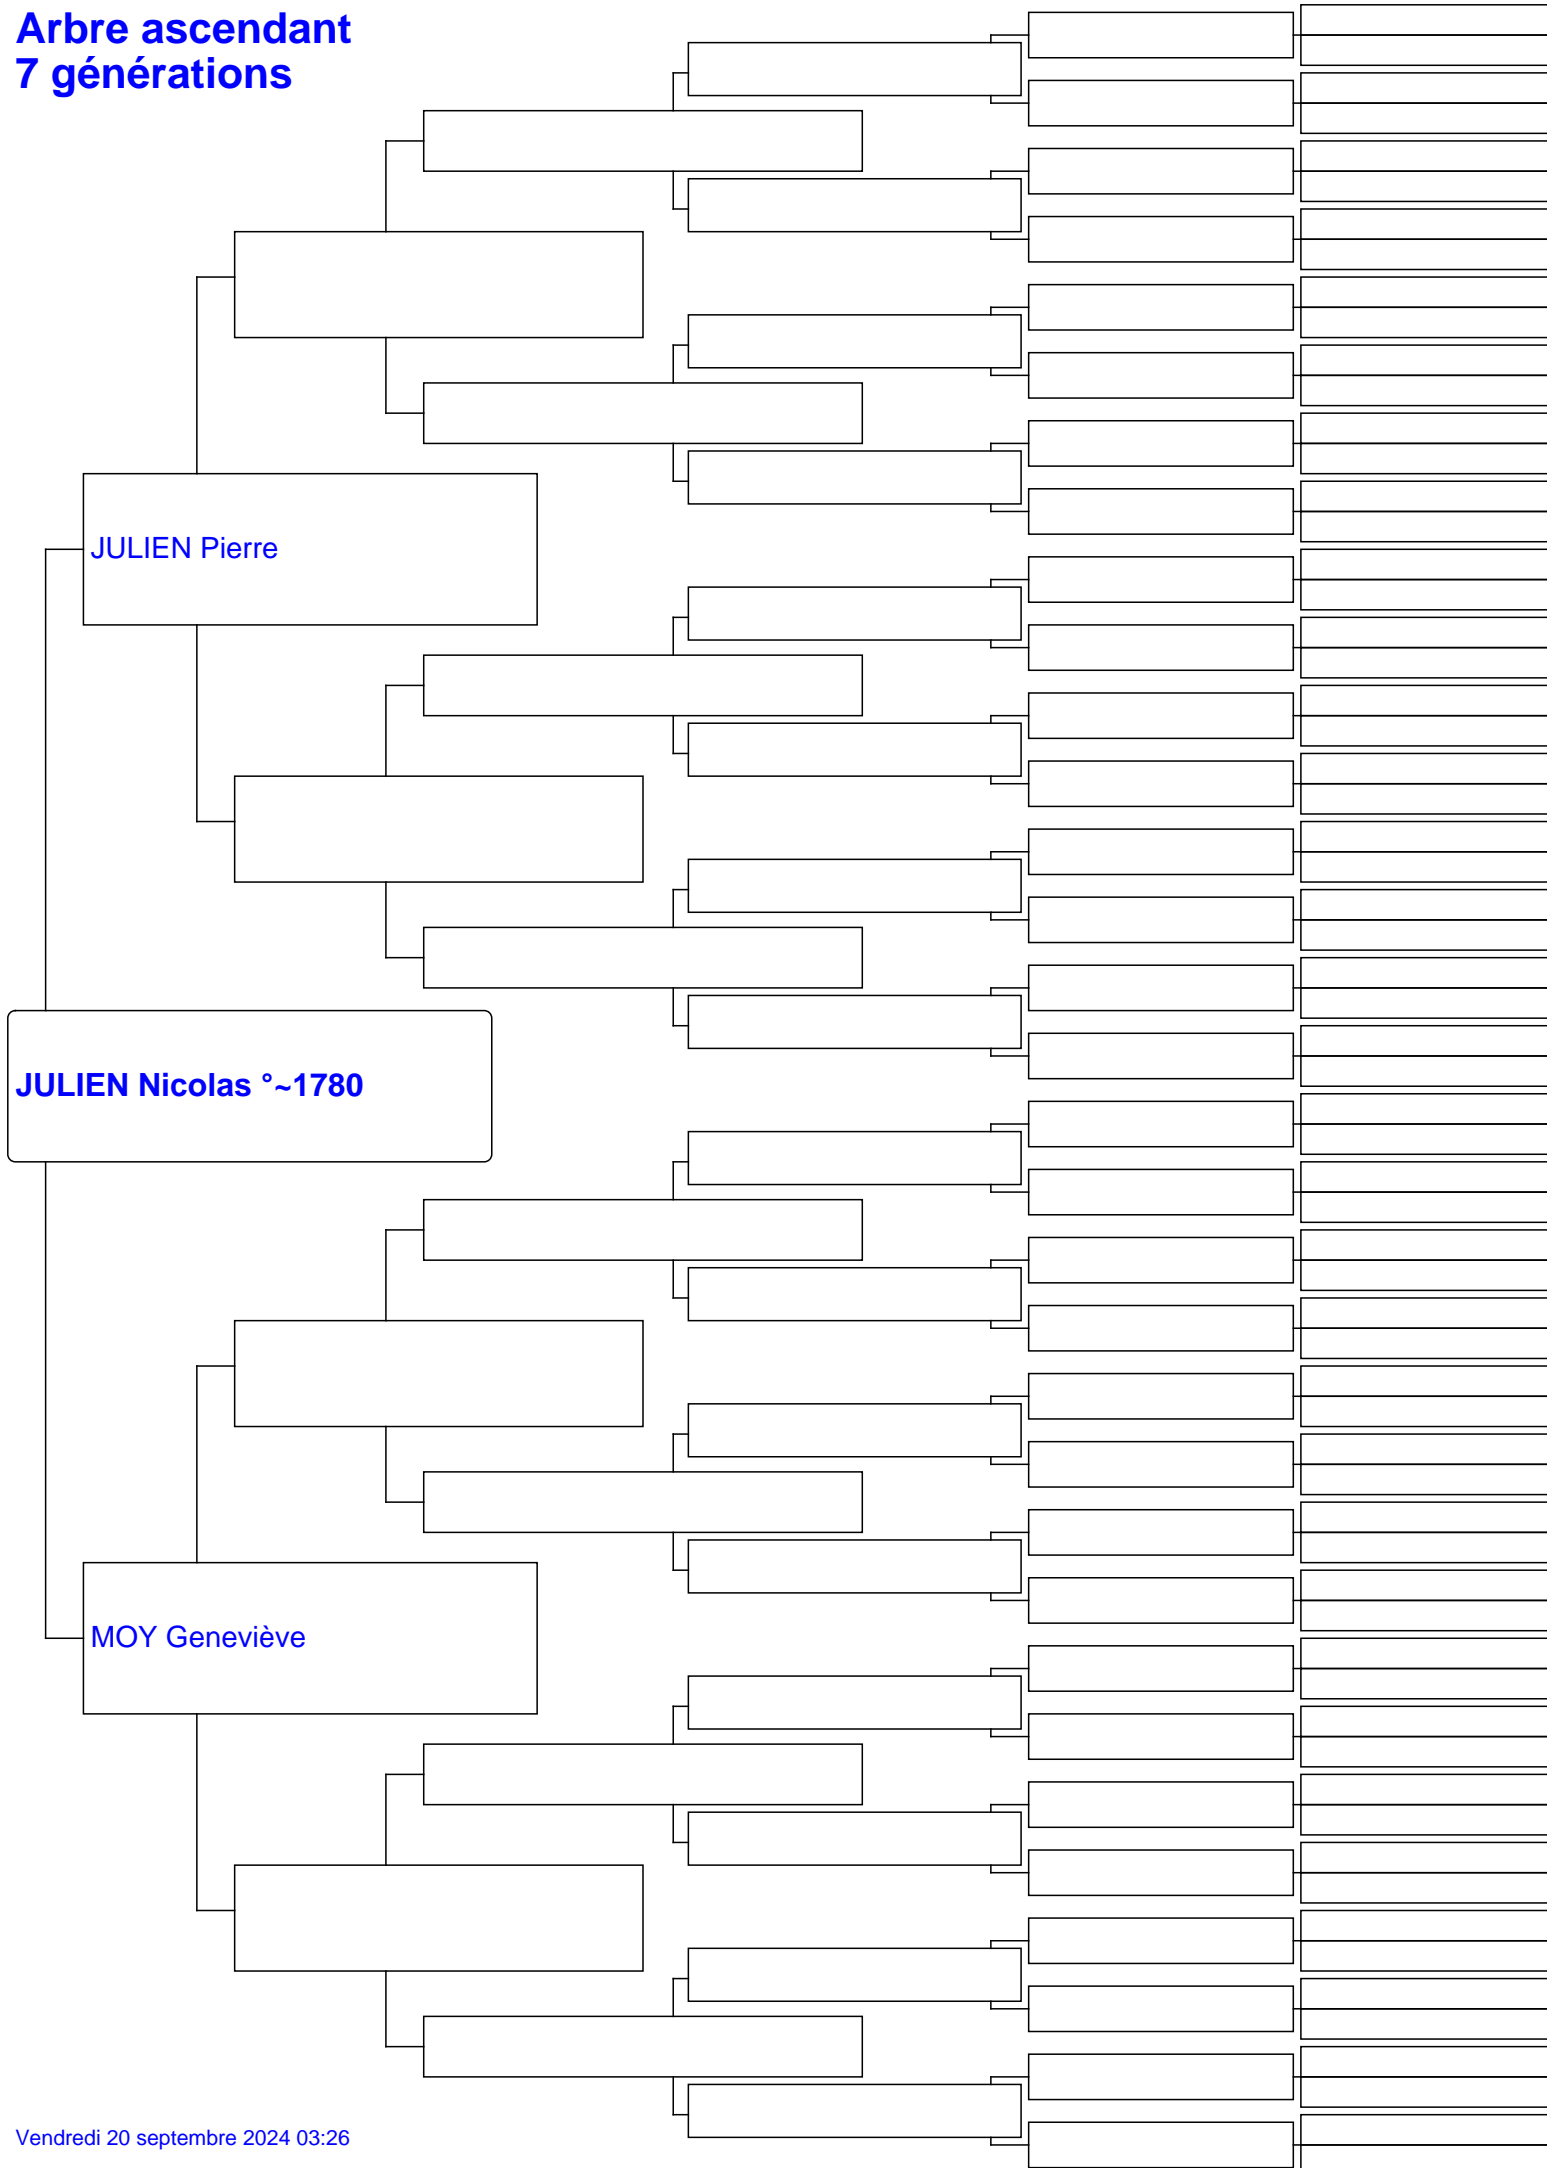 Arbre ascendant
7 générations
JULIEN Pierre
JULIEN Nicolas °~1780
MOY Geneviève
Vendredi 20 septembre 2024 03:26